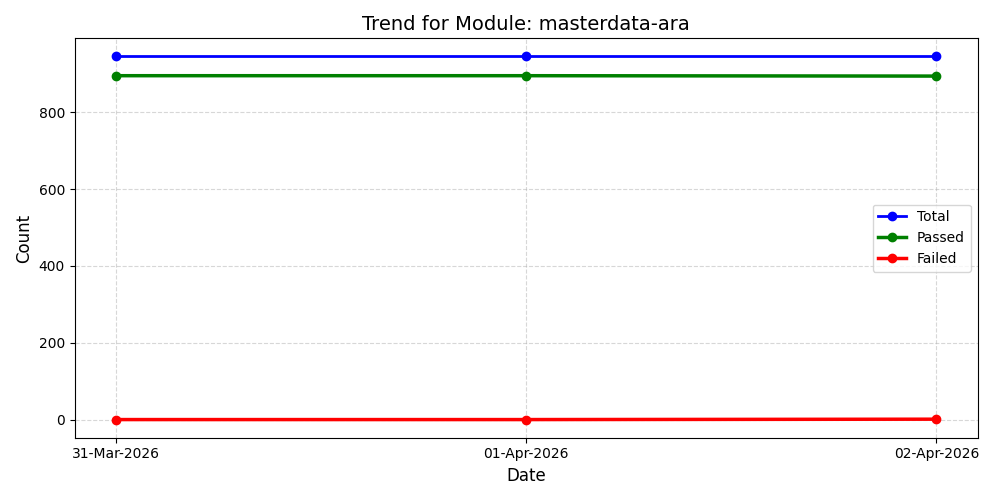 Trend for Module: masterdata-ara
Count
800
600
400
200
0
Total
Passed
Failed
31-Mar-2026
01-Apr-2026
02-Apr-2026
Date